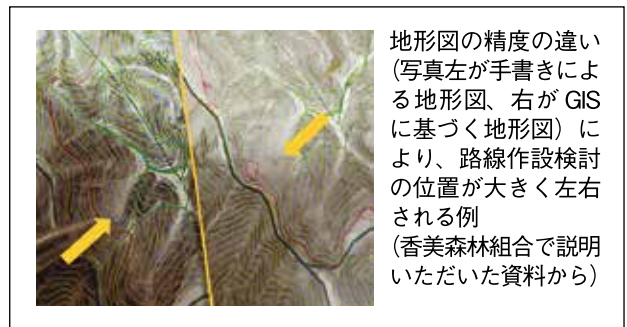 地形図の精度の違い
(写真左が手書きによ
る地形図、右が GIS
に基づく地形図)に
より、路線作設検討
の位置が大きく左右
される例
(香美森林組合で説明
いただいた資料から)